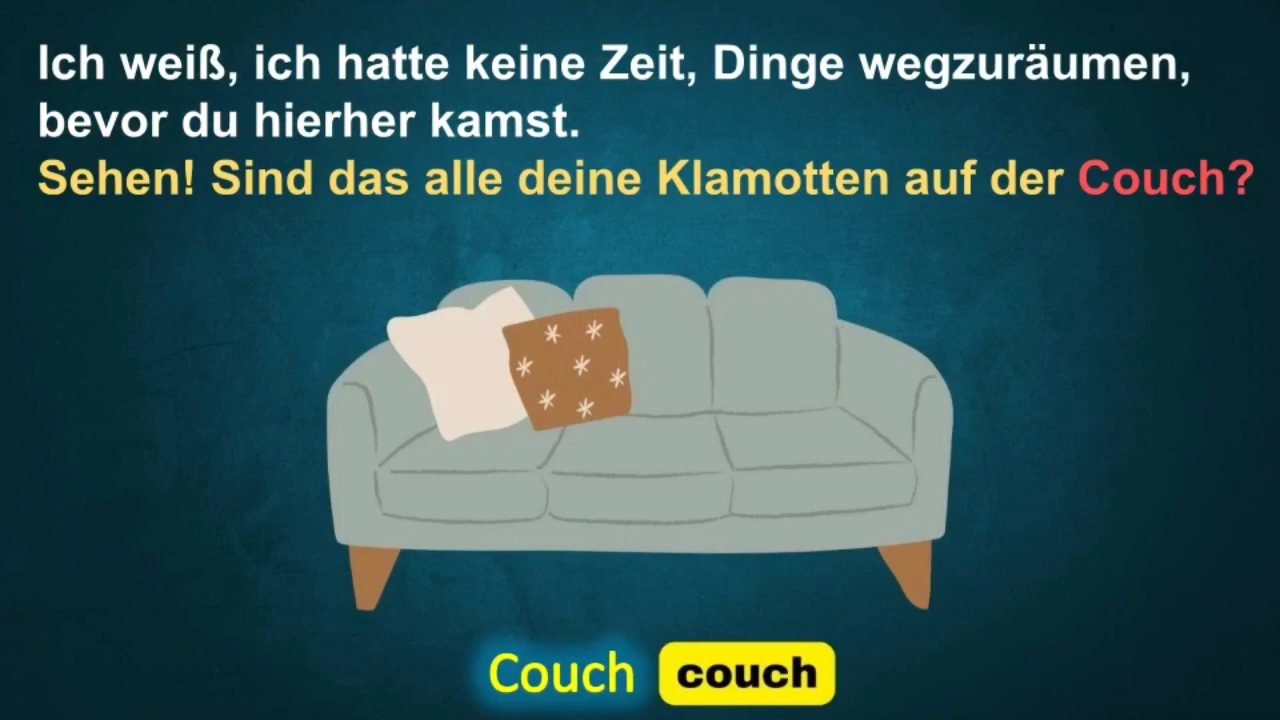 Ich weiß, ich hatte keine Zeit, Dinge wegzuräumen,
bevor du hierher kamst.
Sehen! Sind das alle deine Klamotten auf der Couch?
Couch couch